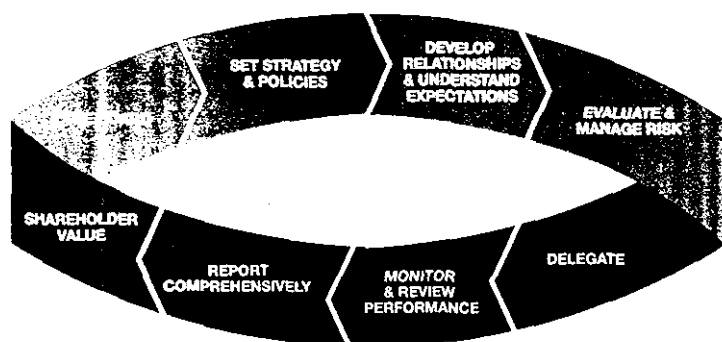 SET STRATEGY
& POLICIES
DEVELOP
RELATIONSHIPS
& UNDERSTAND
EXPECTATIONS
EVALUATE &
MANAGE RISK
DELEGATE
MONITOR
& REVIEW
PERFORMANCE
REPORT
COMPREHENSIVELY
SHAREHOLDER
VALUE